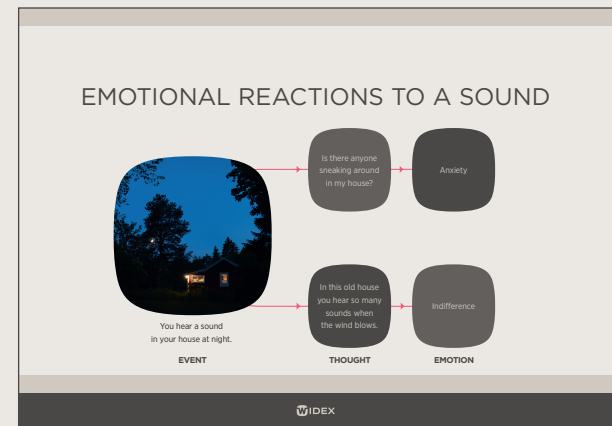 EMOTIONAL REACTIONS TO A SOUND
Is there anyone
sneaking around
in my house?
Anxiety
In this old house
you hear so many
sounds when
the wind blows.
Indifference
You hear a sound
in your house at night.
EVENT
THOUGHT
EMOTION
WIDEX